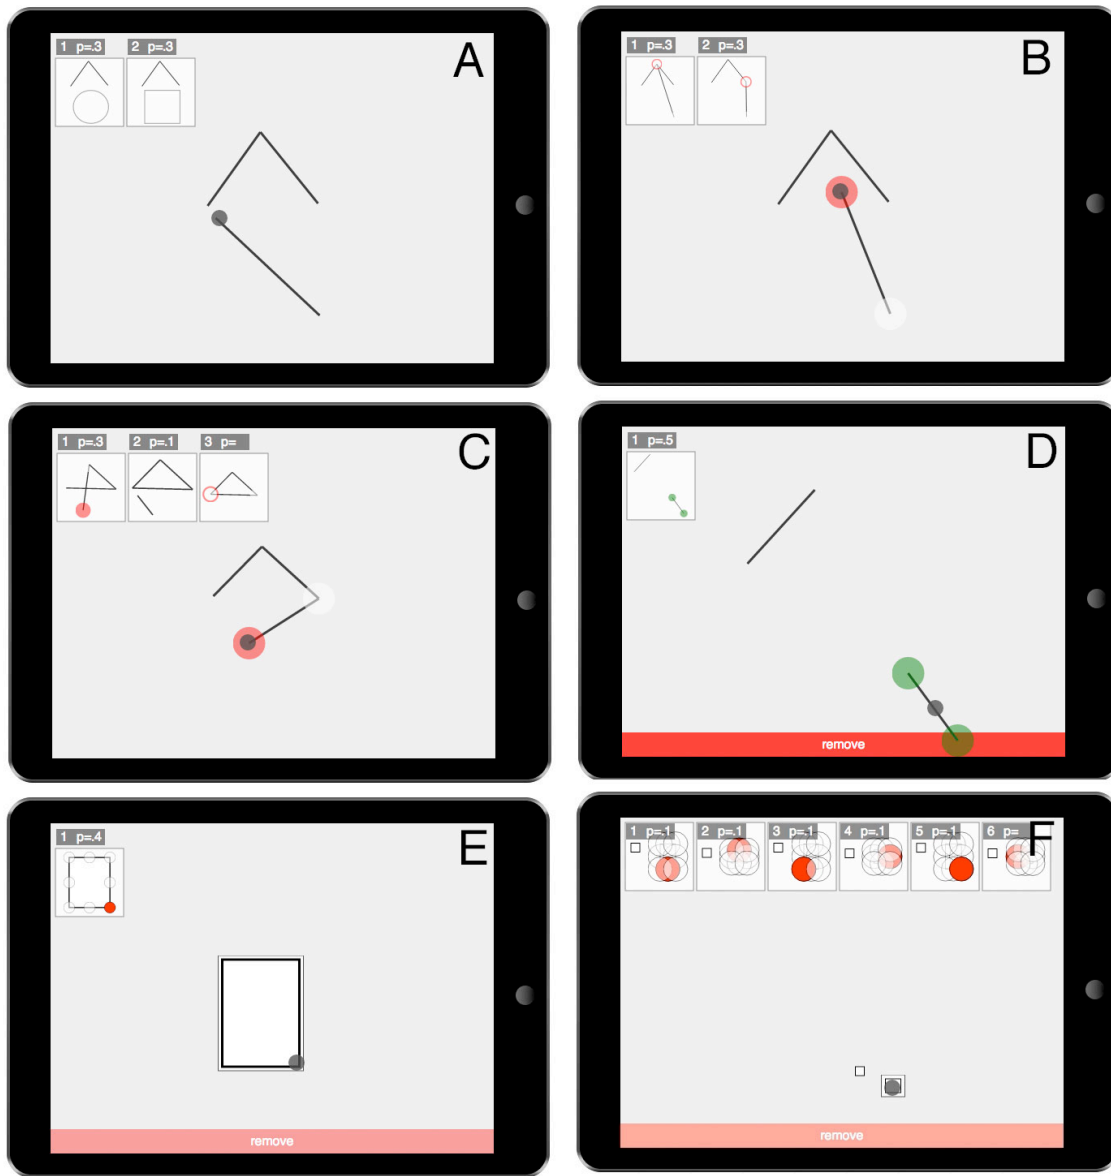 A
1 p=.3
2 p=.3
B
1 p=.3
2 p=.3
C
1 p=.3
2 p=.1
3 p=
D
1 p=.5
remove
E
1 p=.4
remove
F
1 p=.1
2 p=.1
3 p=.1
4 p=.1
5 p=.1
6 p=
remove